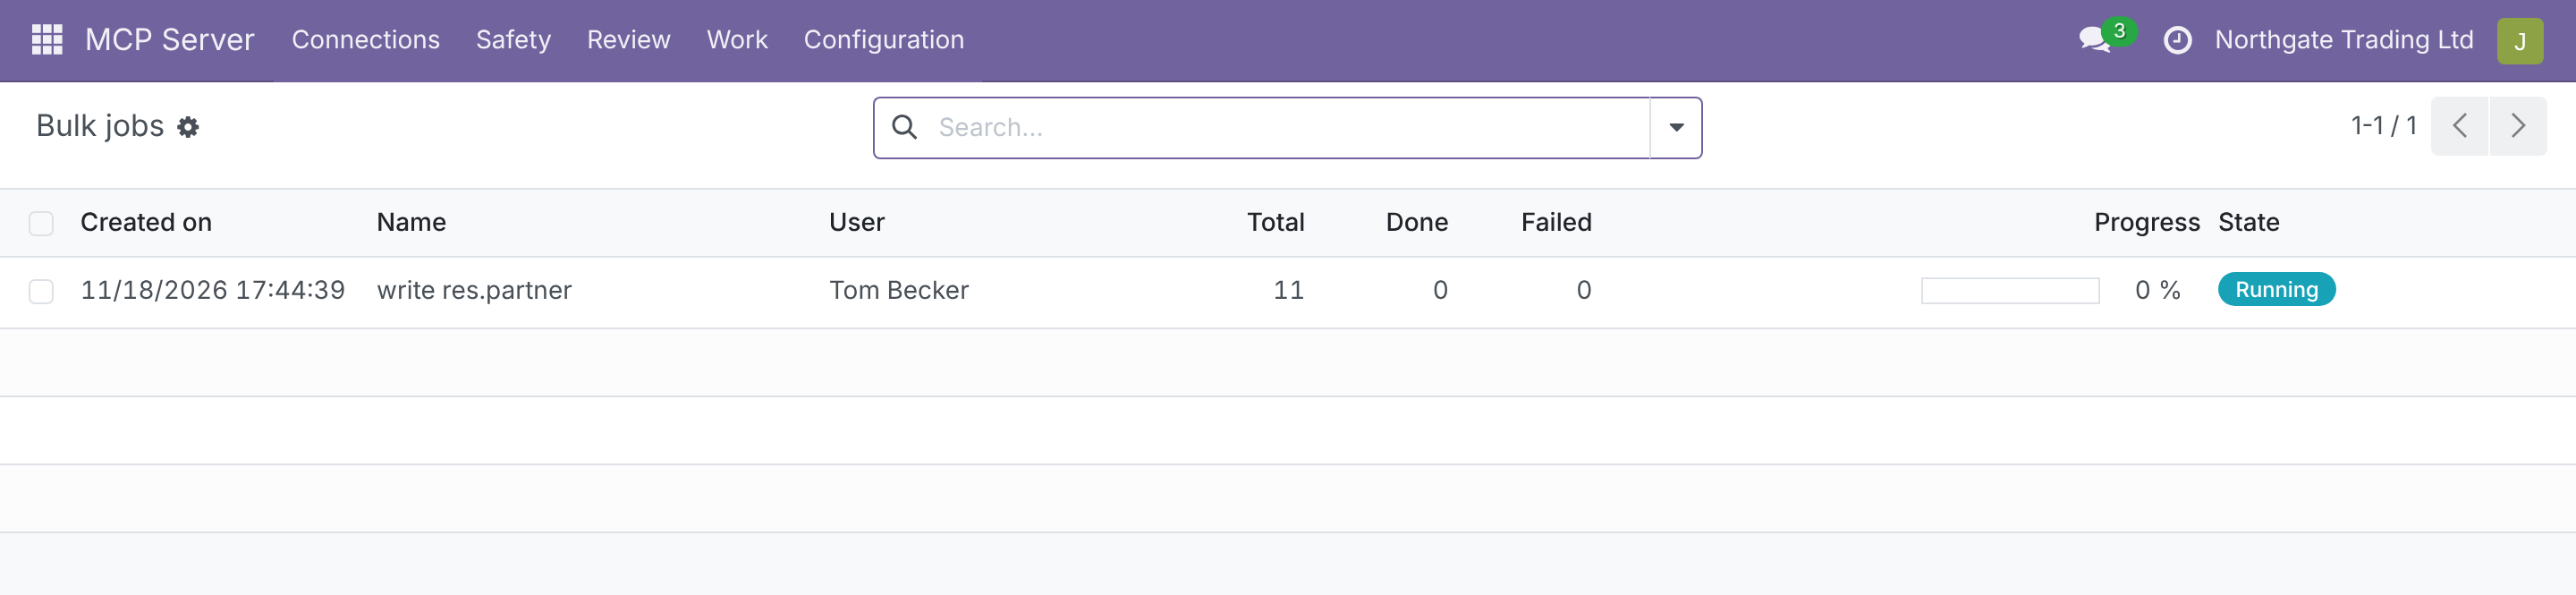 MCP Server Connections Safety Review Work Configuration 3 Northgate Trading Ltd J
Bulk jobs Search... 1-1 / 1
Created on Name User Total Done Failed Progress State
11/18/2026 17:44:39 write res.partner Tom Becker 11 0 0 0 % Running